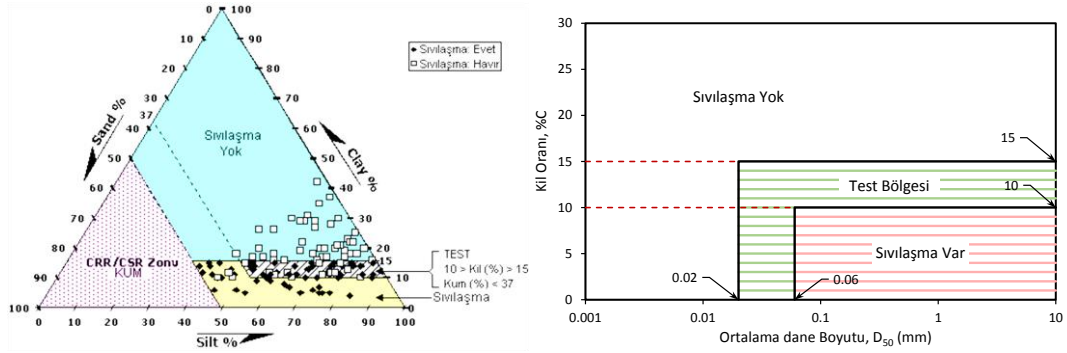 100
0
10
100
20
90
30
80
37
40
70
50
60
60
50
70
40
80
30
90
20
15
100
10
0
0 10 20 30 40 50 60 70 80 90 100
Sand %
Clay %
Silt %
Sıvılaşma: Evet
Sıvılaşma: Hayır
Sıvılaşma
Yok
CRR/CSR Zonu
KUM
TEST
10 > Kil (%) > 15
Kum (%) < 37
Sıvılaşma
Kil Oranı, %C
30
25
20
15
10
5
0
0.001 0.01 0.1 1 10
Ortalama dane Boyutu, D50 (mm)
Sıvılaşma Yok
15
Test Bölgesi
10
Sıvılaşma Var
0.02
0.06